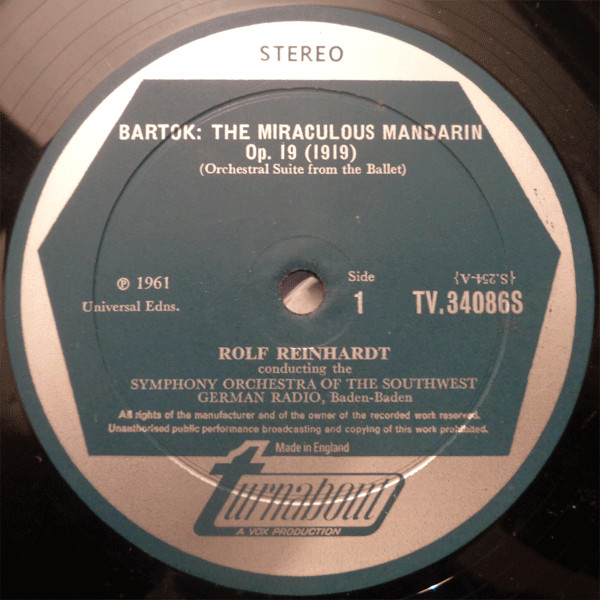 STEREO
BARTOK: THE MIRACULOUS MANDARIN
Op. 19 (1919)
(Orchestral Suite from the Ballet)
℗ 1961
Universal Edns.
Side
1
{S.254-A}
TV.34086S
ROLF REINHARDT
conducting the
SYMPHONY ORCHESTRA OF THE SOUTHWEST
GERMAN RADIO, Baden-Baden
All rights of the manufacturer and of the owner of the recorded work reserved.
Unauthorised public performance broadcasting and copying of this work prohibited.
Made in England
turnabout
A VOX PRODUCTION